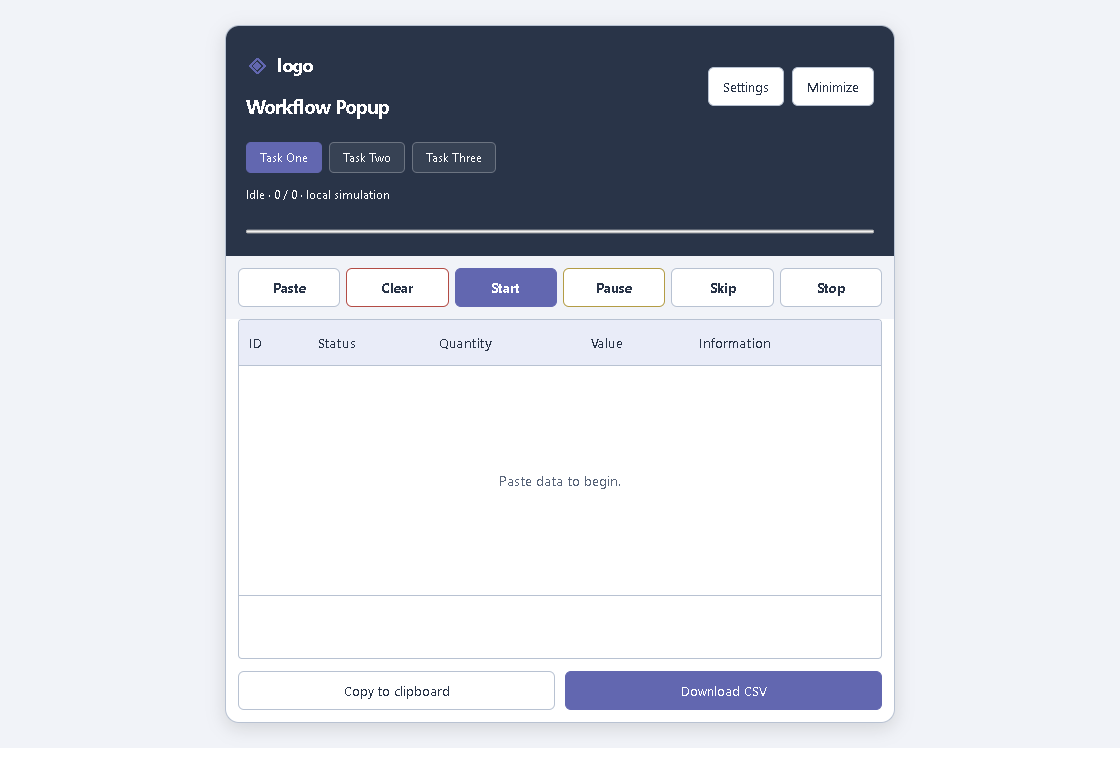 logo
Settings Minimize
Workflow Popup
Task One Task Two Task Three
Idle · 0 / 0 · local simulation
Paste Clear Start Pause Skip Stop
ID Status Quantity Value Information
Paste data to begin.
Copy to clipboard Download CSV